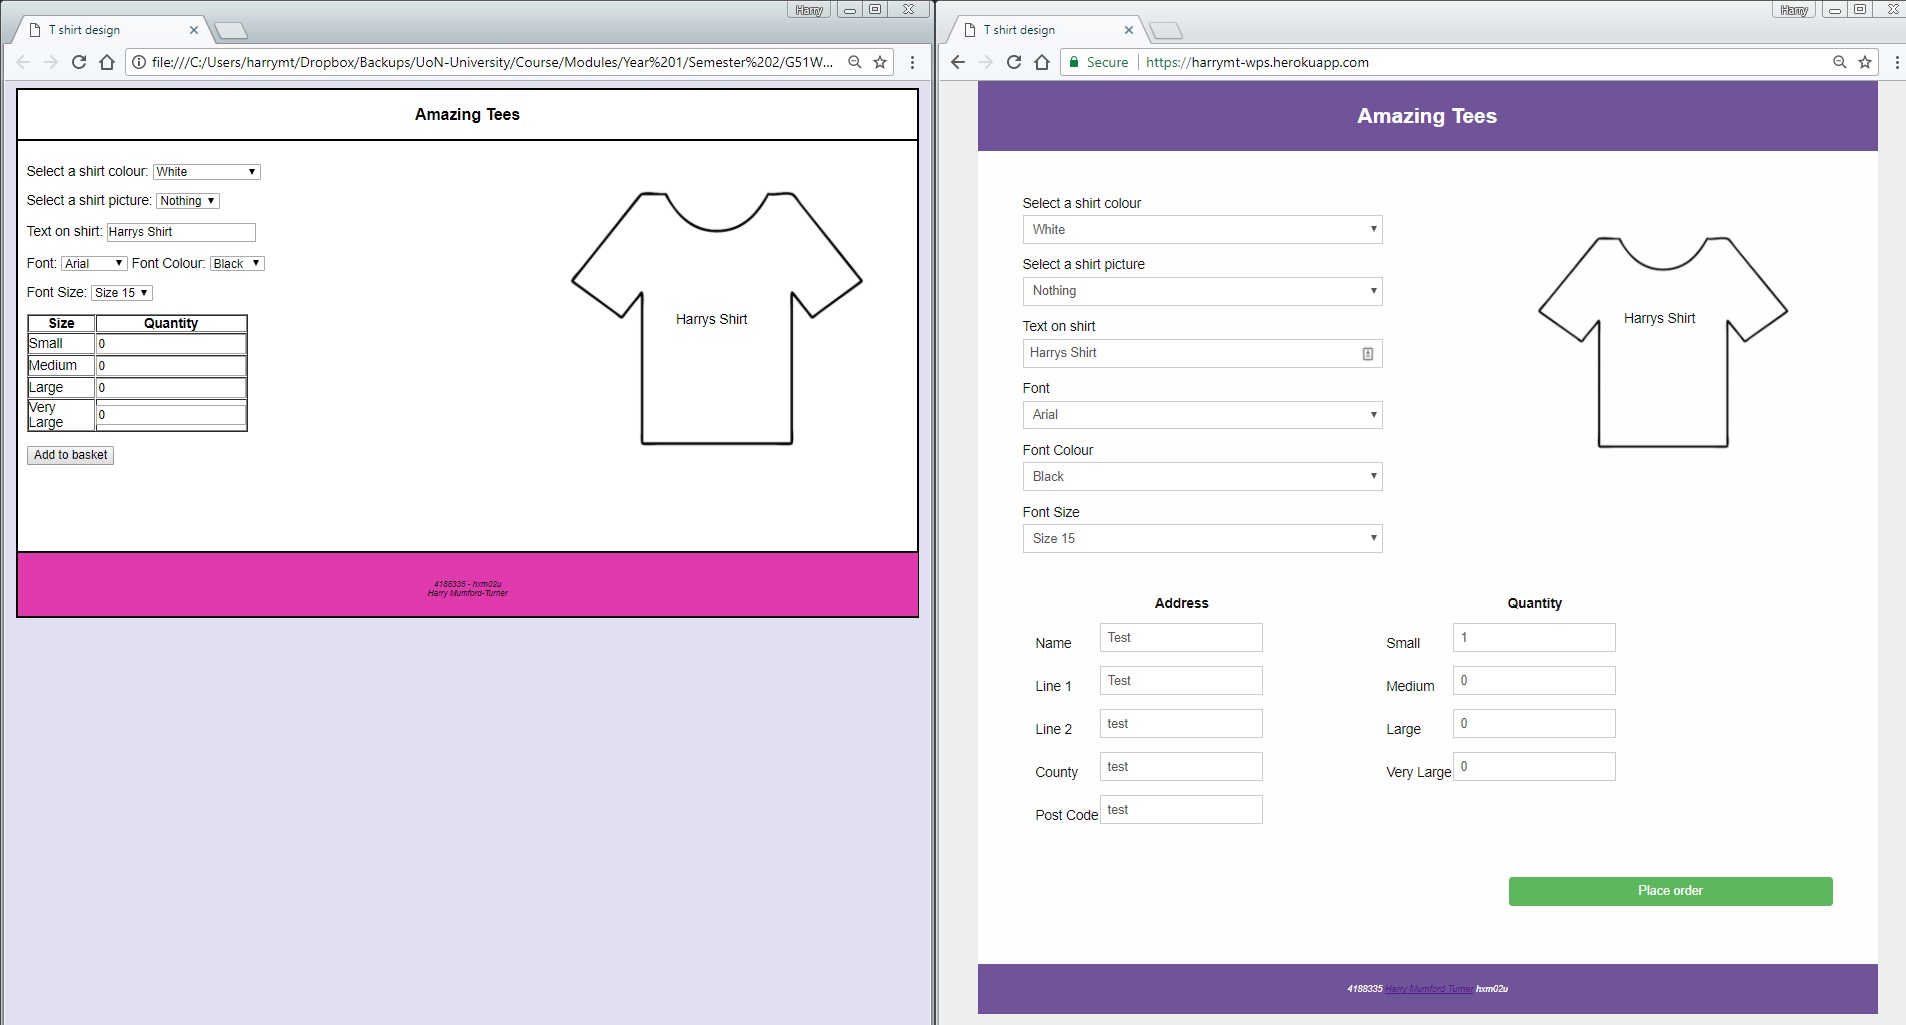 Harry
T shirt design
file:///C:/Users/harrymt/Dropbox/Backups/UoN-University/Course/Modules/Year%201/Semester%202/G51W...
Amazing Tees
Select a shirt colour: White
Select a shirt picture: Nothing
Text on shirt: Harrys Shirt
Font: Arial Font Colour: Black
Font Size: Size 15
Size Quantity
Small 0
Medium 0
Large 0
Very Large 0
Add to basket
Harrys Shirt
4188335 - hxm02u
Harry Mumford-Turner
Harry
T shirt design
Secure https://harrymt-wps.herokuapp.com
Amazing Tees
Select a shirt colour
White
Select a shirt picture
Nothing
Text on shirt
Harrys Shirt
Font
Arial
Font Colour
Black
Font Size
Size 15
Harrys Shirt
Address
Name Test
Line 1 Test
Line 2 test
County test
Post Code test
Quantity
Small 1
Medium 0
Large 0
Very Large 0
Place order
4188335 Harry Mumford Turner hxm02u